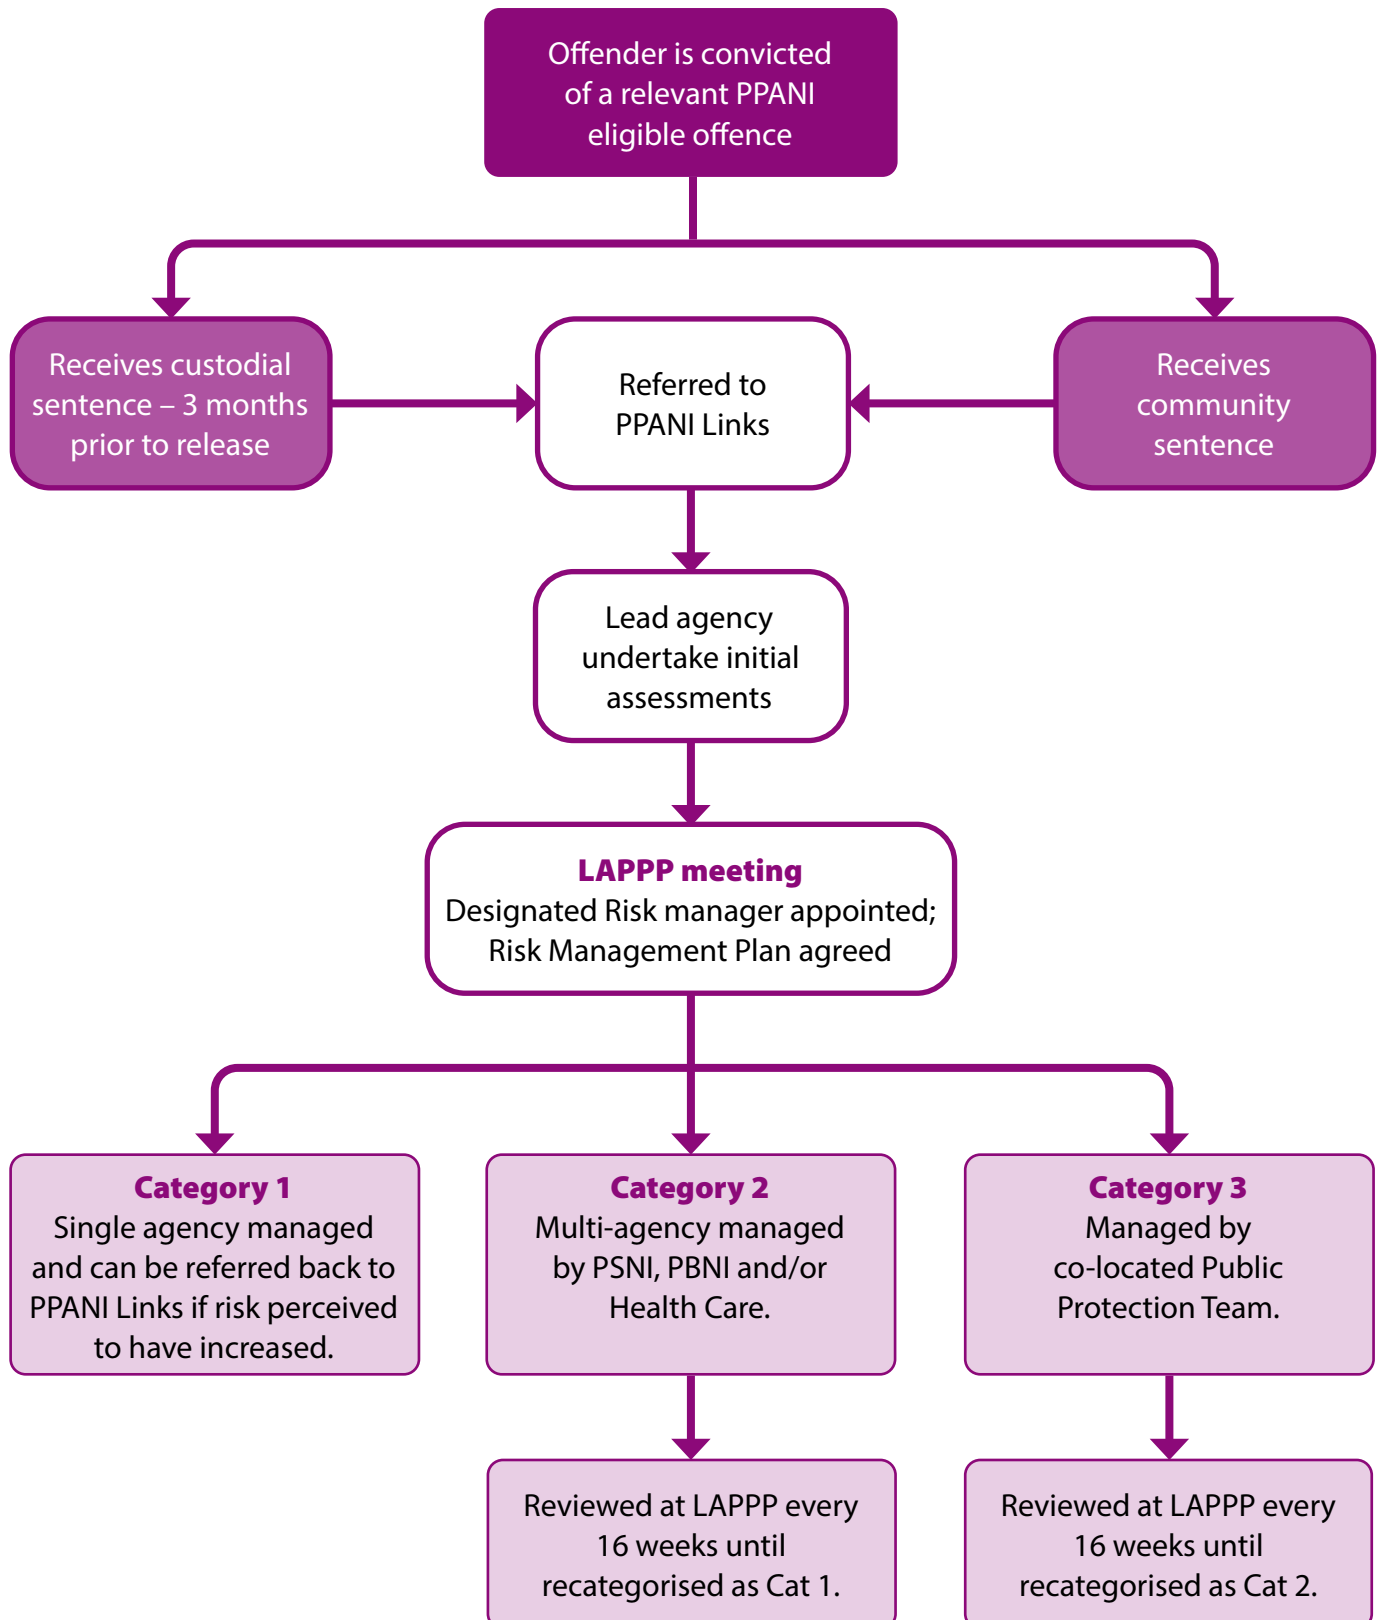 Offender is convicted
of a relevant PPANI
eligible offence
Receives custodial
sentence – 3 months
prior to release
Referred to
PPANI Links
Receives
community
sentence
Lead agency
undertake initial
assessments
LAPPP meeting
Designated Risk manager appointed;
Risk Management Plan agreed
Category 1
Single agency managed
and can be referred back to
PPANI Links if risk perceived
to have increased.
Category 2
Multi-agency managed
by PSNI, PBNI and/or
Health Care.
Category 3
Managed by
co-located Public
Protection Team.
Reviewed at LAPPP every
16 weeks until
recategorised as Cat 1.
Reviewed at LAPPP every
16 weeks until
recategorised as Cat 2.